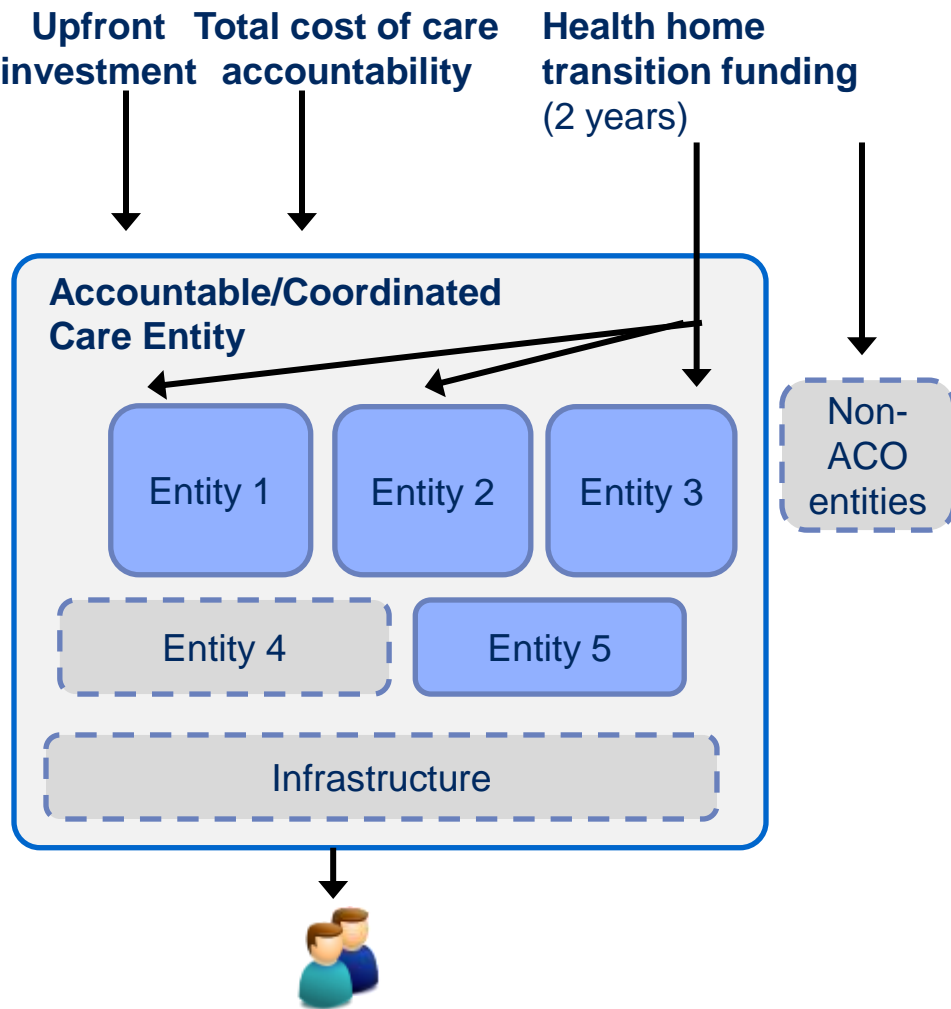 Upfront
investment
Total cost of care
accountability
Health home
transition funding
(2 years)
Accountable/Coordinated
Care Entity
Entity 1
Entity 2
Entity 3
Non-
ACO
entities
Entity 4
Entity 5
Infrastructure